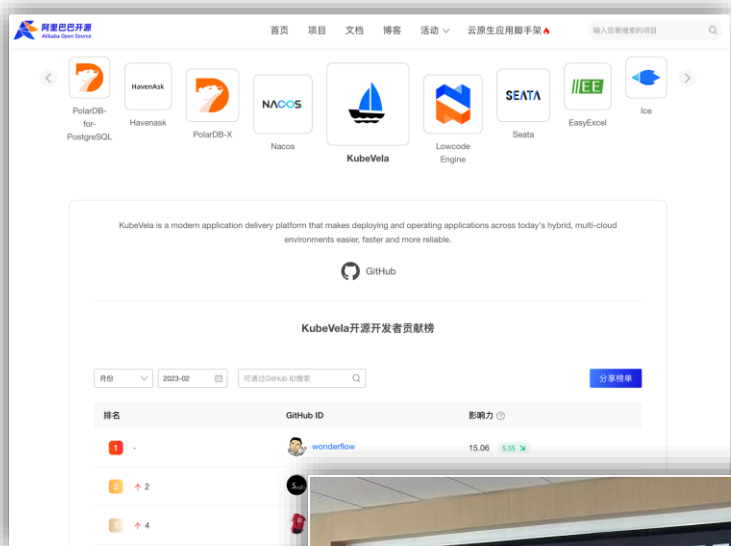 阿里巴巴开源
Alibaba Open Source
首页 项目 文档 博客 活动 云原生应用脚手架
输入您要搜索的项目
PolarDB-
for-
PostgreSQL
HavenAsk
Havenask
PolarDB-X
NACOS.
Nacos
KubeVela
Lowcode
Engine
SEATA
Seata
EE
EasyExcel
Ice
KubeVela is a modern application delivery platform that makes deploying and operating applications across today's hybrid, multi-cloud
environments easier, faster and more reliable.
GitHub
KubeVela开源开发者贡献榜
月份 2023-02 可通过GitHub ID搜索 分享榜单
排名 GitHub ID 影响力
1 - wonderflow 15.06 5.55
2 2
3 4